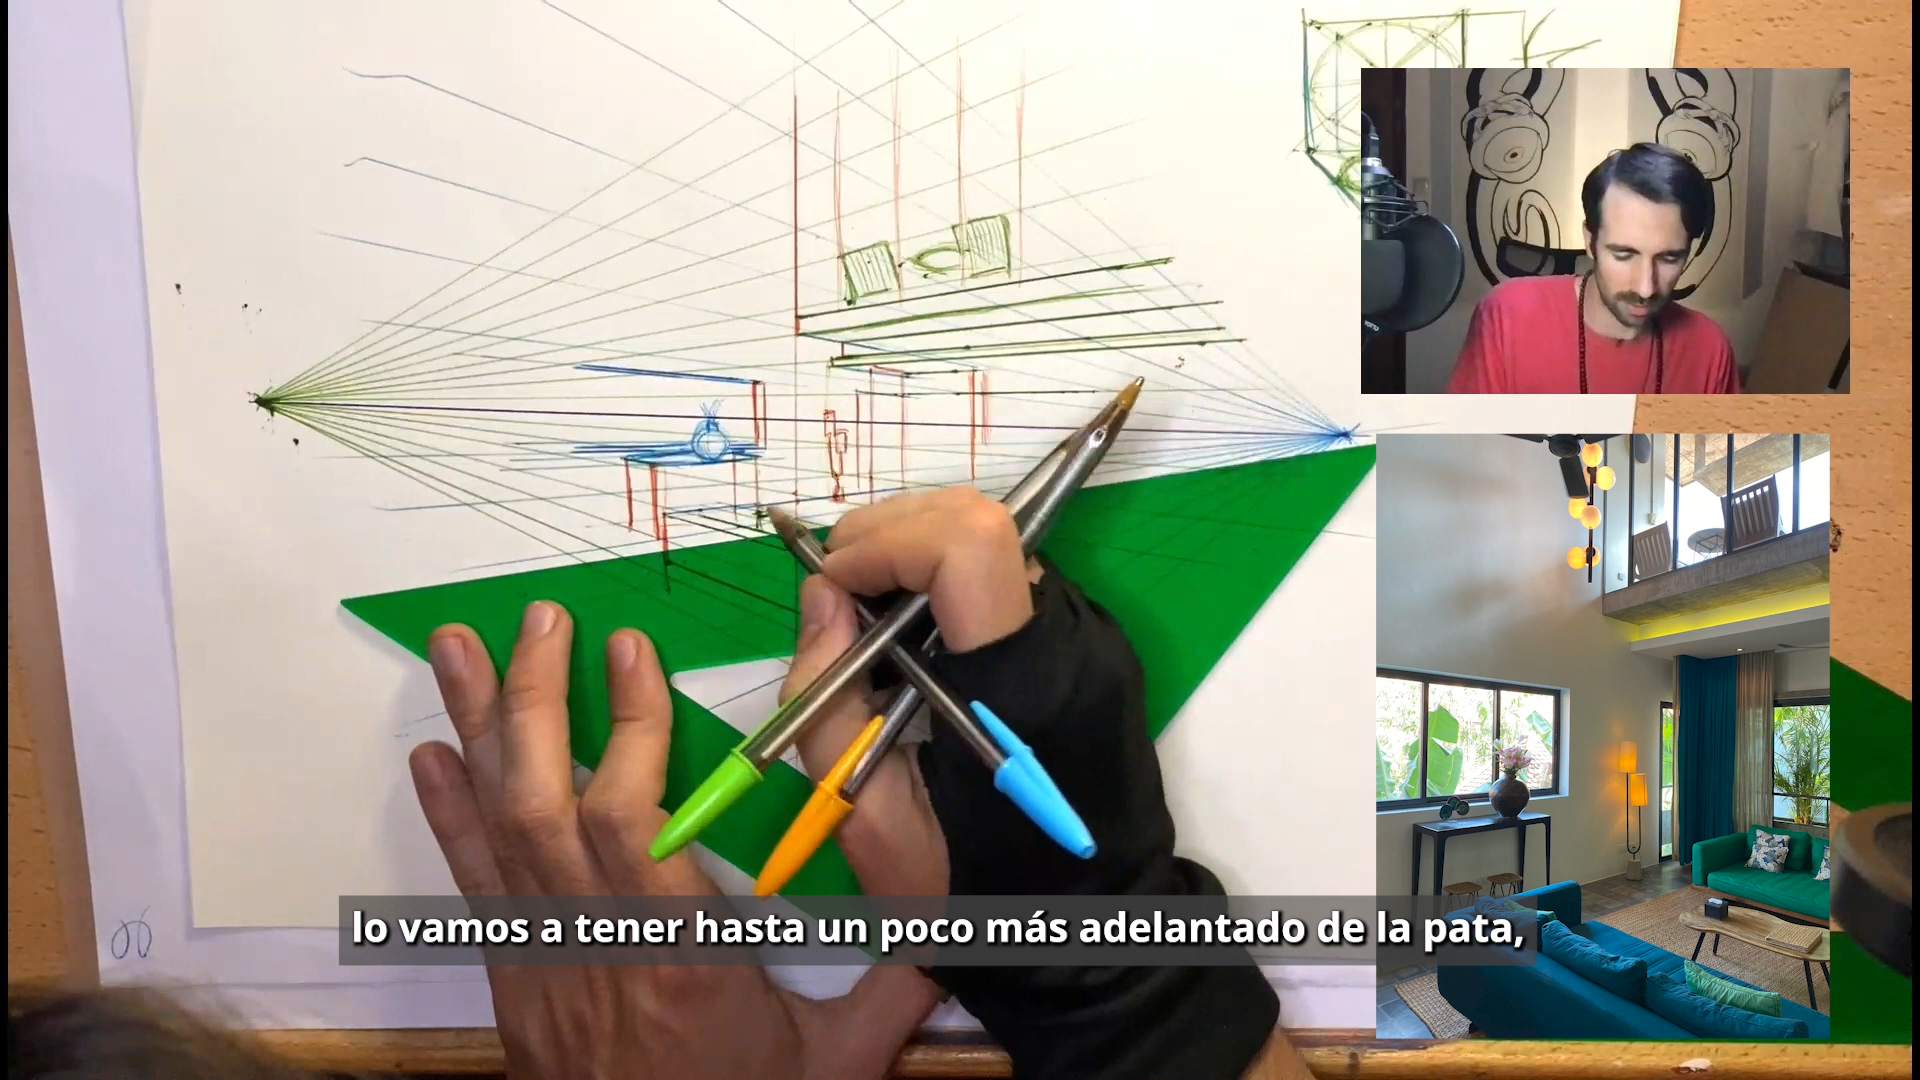 lo vamos a tener hasta un poco más adelantado de la pata,